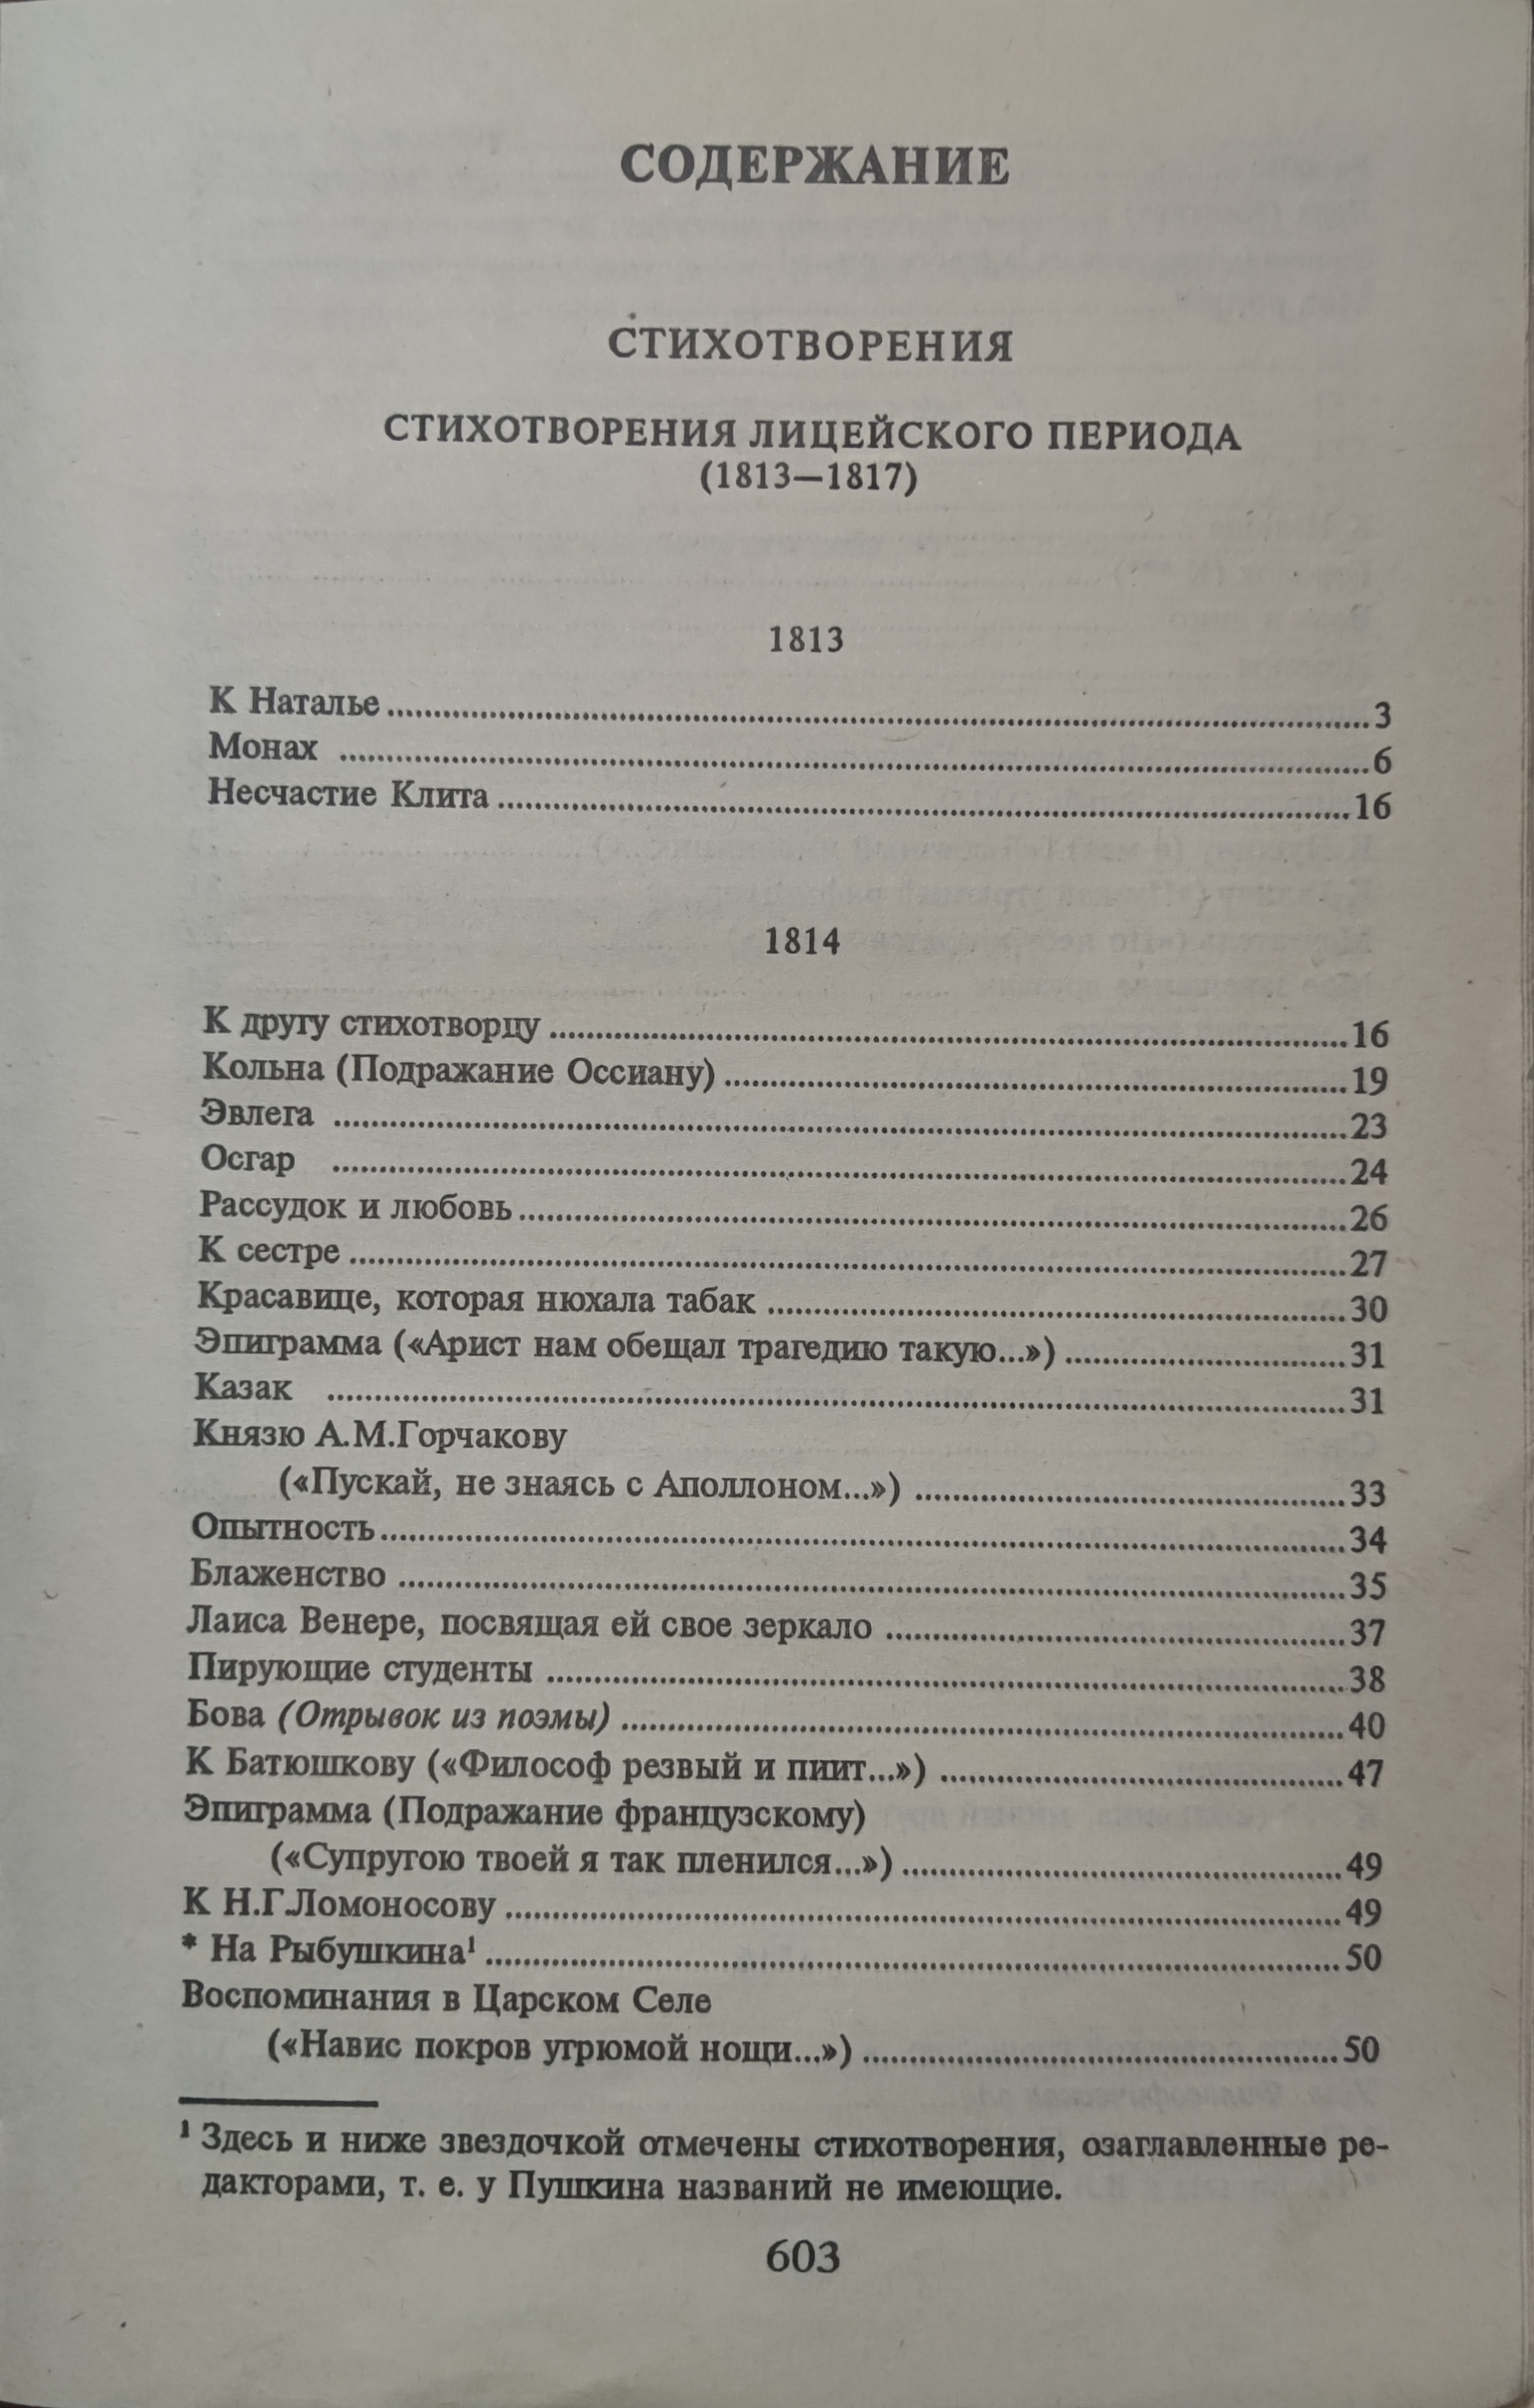 СОДЕРЖАНИЕ
СТИХОТВОРЕНИЯ
СТИХОТВОРЕНИЯ ЛИЦЕЙСКОГО ПЕРИОДА
(1813—1817)
1813
К Наталье ..... 3
Монах ..... 6
Несчастие Клита ..... 16
1814
К другу стихотворцу ..... 16
Кольна (Подражание Оссиану) ..... 19
Эвлега ..... 23
Осгар ..... 24
Рассудок и любовь ..... 26
К сестре ..... 27
Красавице, которая нюхала табак ..... 30
Эпиграмма («Арист нам обещал трагедию такую...») ..... 31
Казак ..... 31
Князю А.М.Горчакову
(«Пускай, не знаясь с Аполлоном...») ..... 33
Опытность ..... 34
Блаженство ..... 35
Лаиса Венере, посвящая ей свое зеркало ..... 37
Пирующие студенты ..... 38
Бова (Отрывок из поэмы) ..... 40
К Батюшкову («Философ резвый и пиит...») ..... 47
Эпиграмма (Подражание французскому)
(«Супругою твоей я так пленился...») ..... 49
К Н.Г.Ломоносову ..... 49
* На Рыбушкина¹ ..... 50
Воспоминания в Царском Селе
(«Навис покров угрюмой нощи...») ..... 50
¹ Здесь и ниже звездочкой отмечены стихотворения, озаглавленные ре-
дакторами, т. е. у Пушкина названий не имеющие.
603